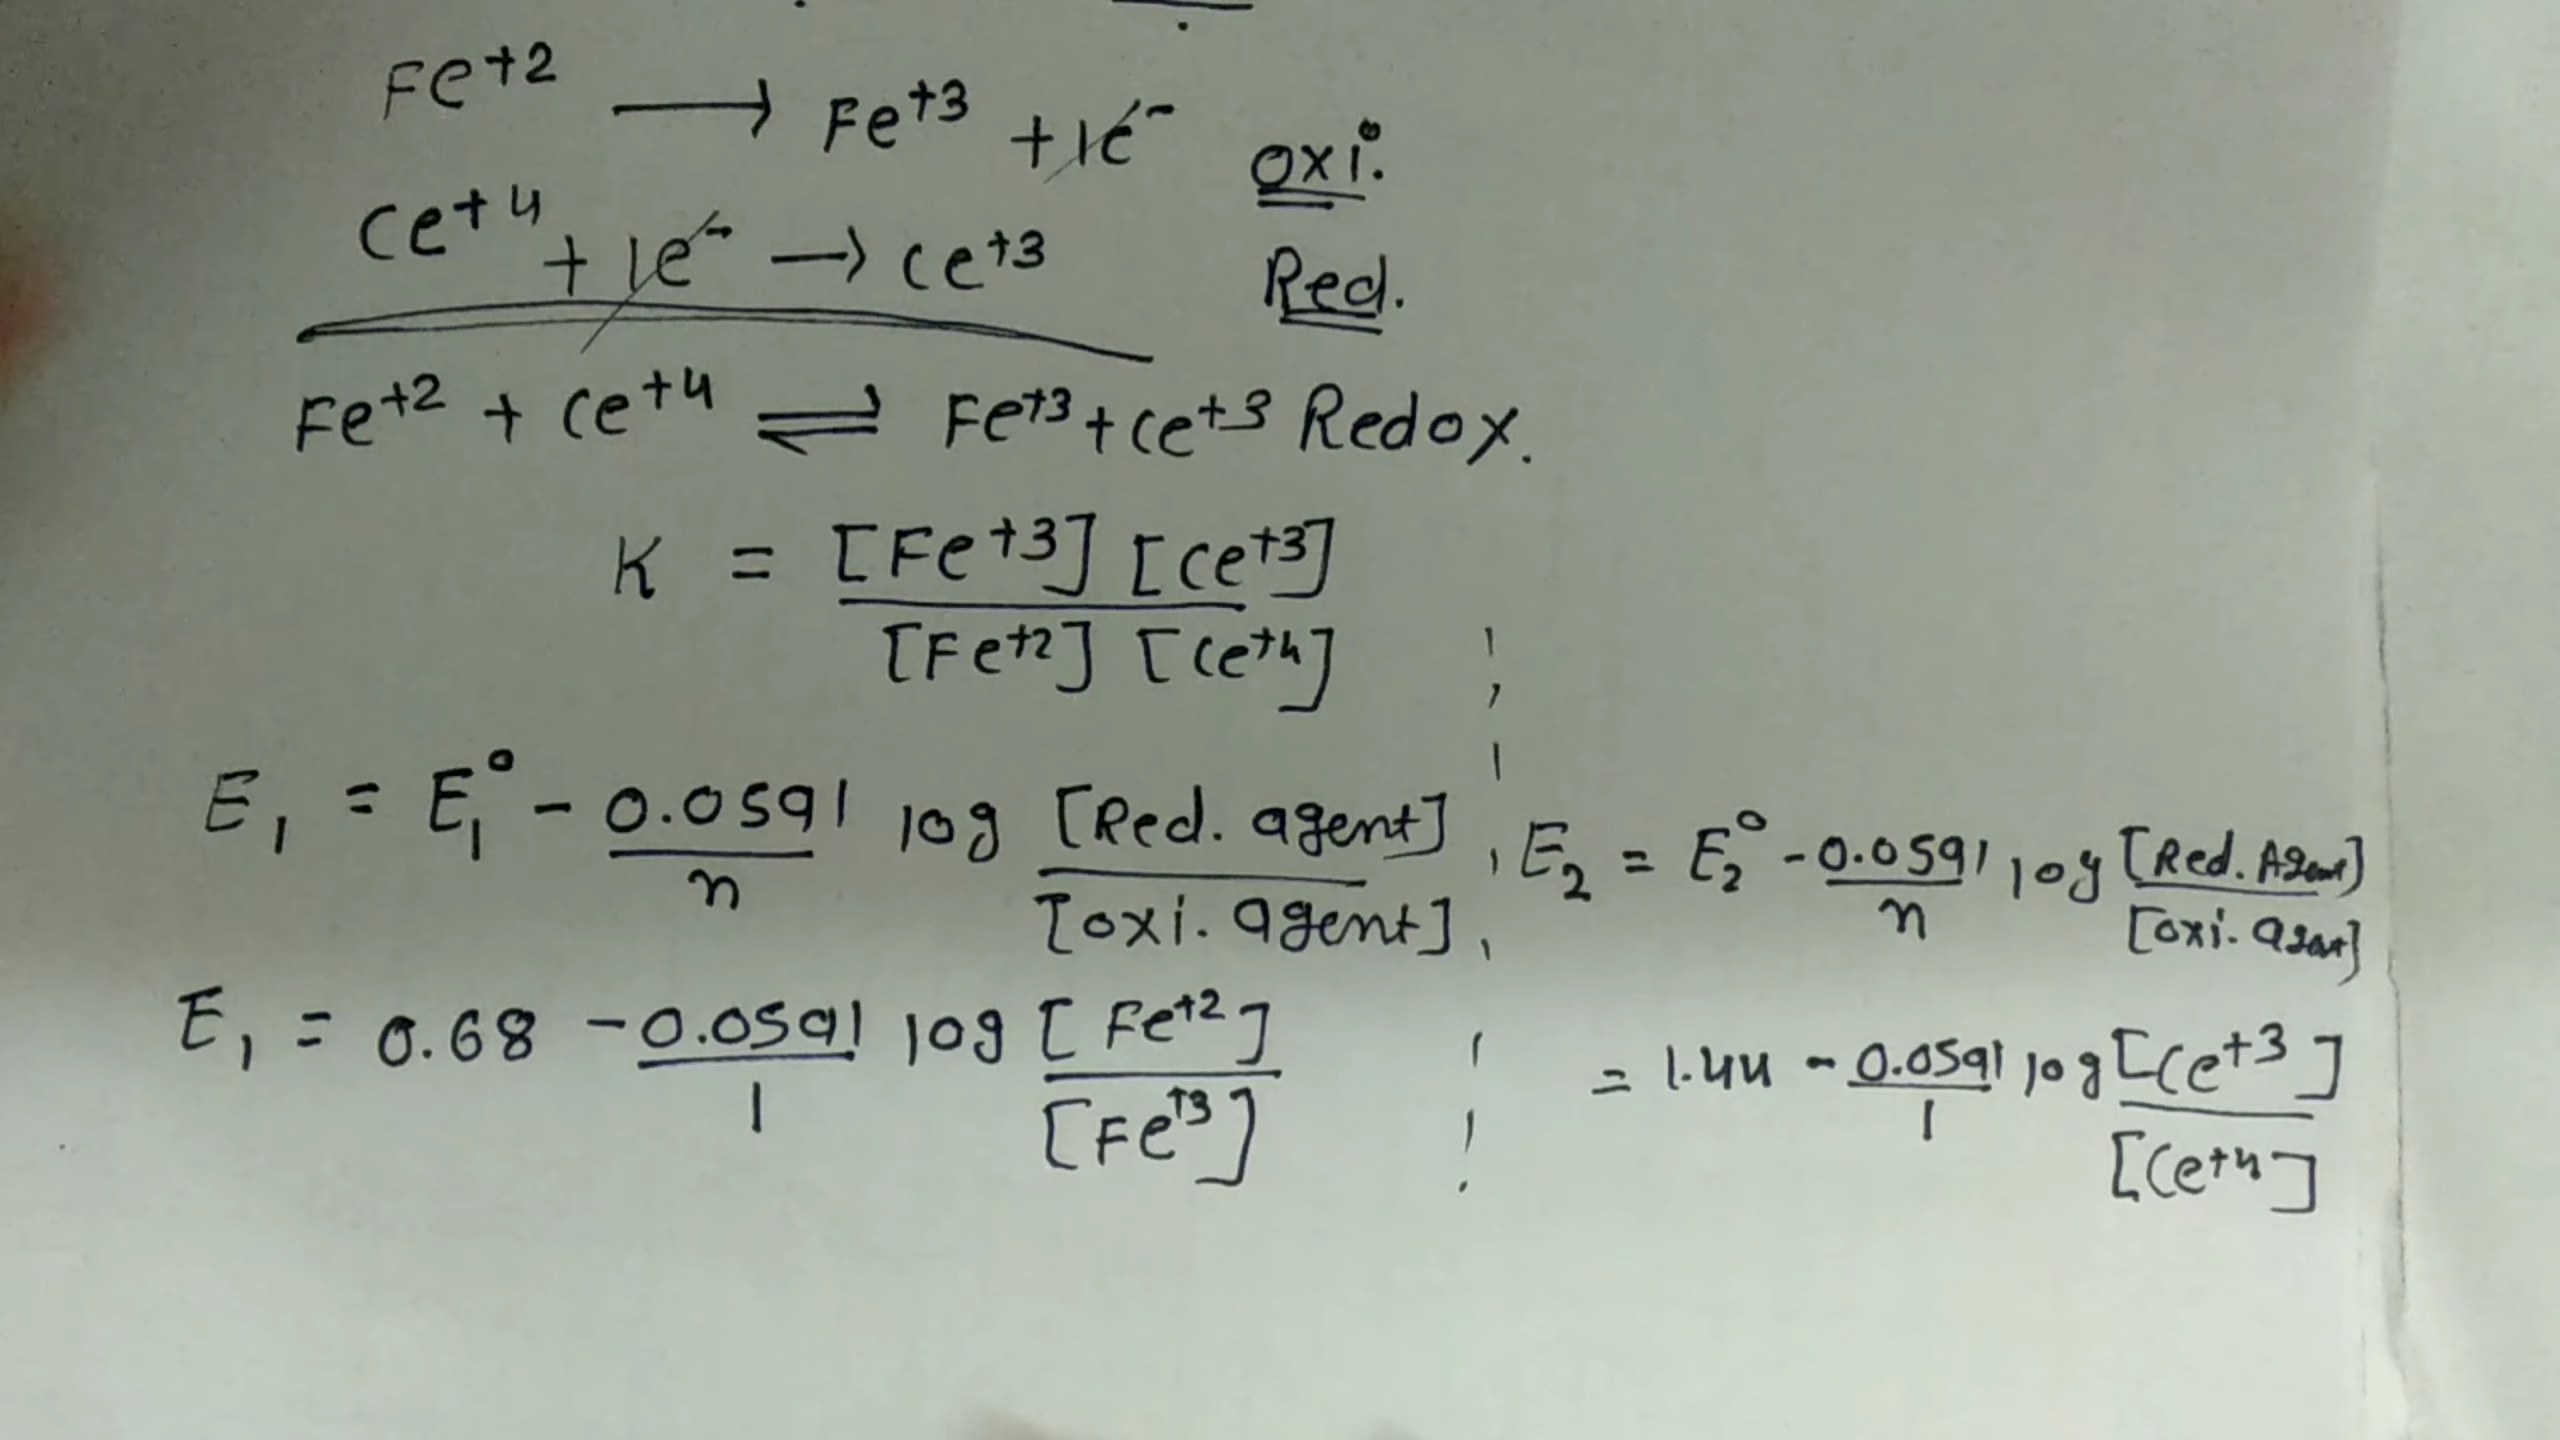 Fe+2 → Fe+3 + 1e- oxi.
Ce+4 + 1e- → Ce+3 Red.
Fe+2 + Ce+4 ⇌ Fe+3 + Ce+3 Redox.
K = [Fe+3] [Ce+3]
[Fe+2] [Ce+4]
E1 = E1° - 0.0591 log [Red. agent]
n [oxi. agent]
E1 = 0.68 - 0.0591 log [Fe+2]
1 [Fe+3]
E2 = E2° - 0.0591 log [Red. Agent]
n [oxi. agent]
= 1.44 - 0.0591 log [Ce+3]
1 [Ce+4]